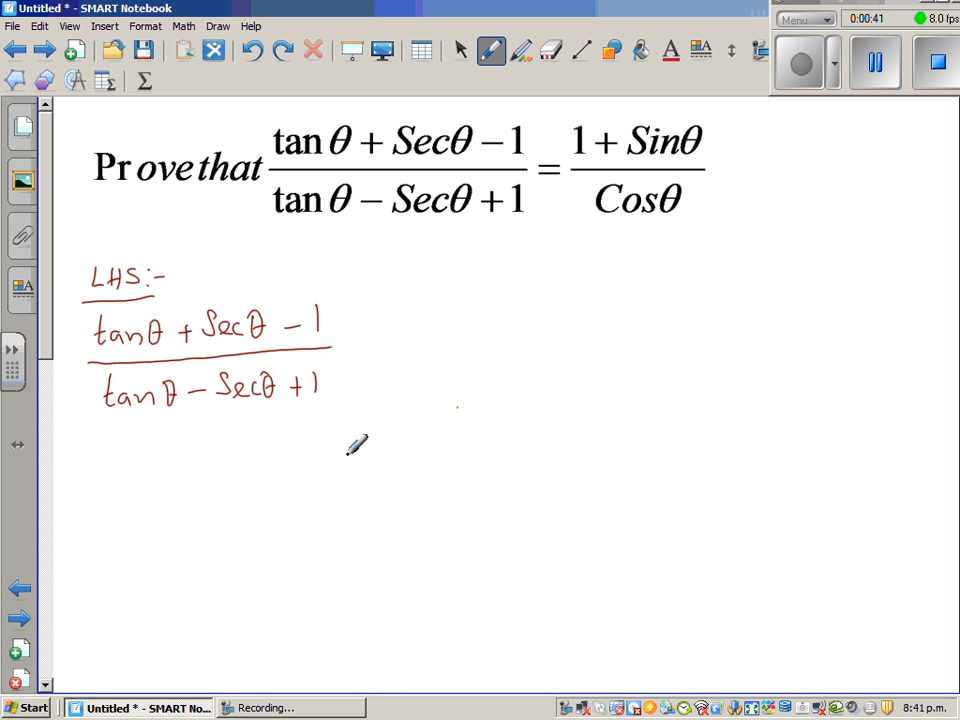 Untitled * - SMART Notebook
File Edit View Insert Format Math Draw Help
Menu 0:00:41 8.0 fps
Prove that tan θ + Secθ − 1 / tan θ − Secθ + 1 = 1 + Sinθ / Cosθ
LHS:-
tanθ + Secθ - 1
tanθ - Secθ + 1
Start Untitled * - SMART No... Recording... 8:41 p.m.